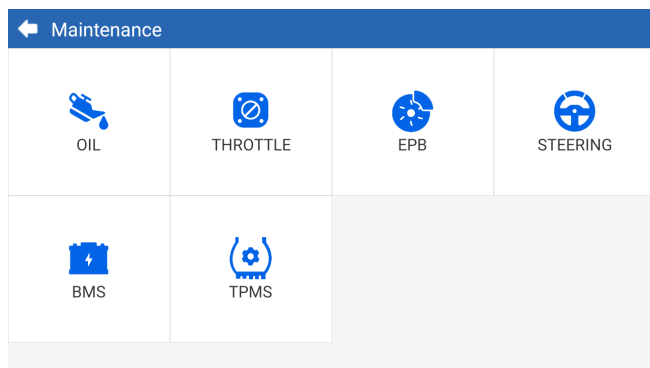 Maintenance
OIL
THROTTLE
EPB
STEERING
BMS
TPMS